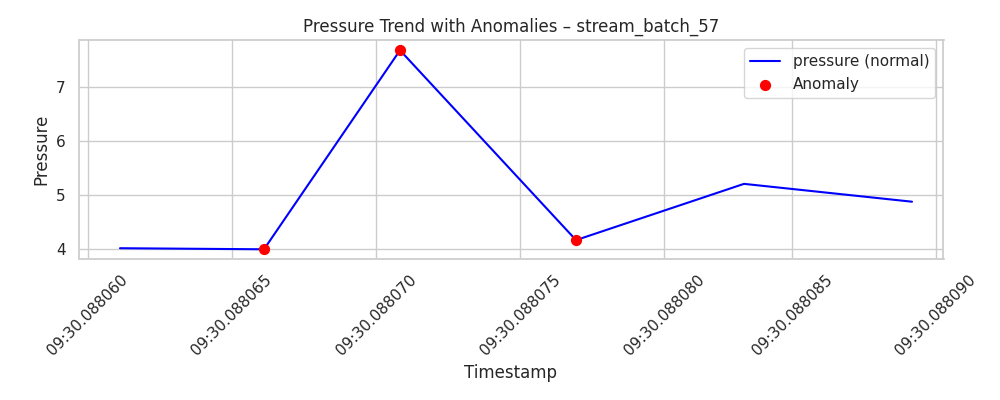 Pressure Trend with Anomalies – stream_batch_57
pressure (normal)
Anomaly
Pressure
7
6
5
4
09:30.088060
09:30.088065
09:30.088070
09:30.088075
09:30.088080
09:30.088085
09:30.088090
Timestamp